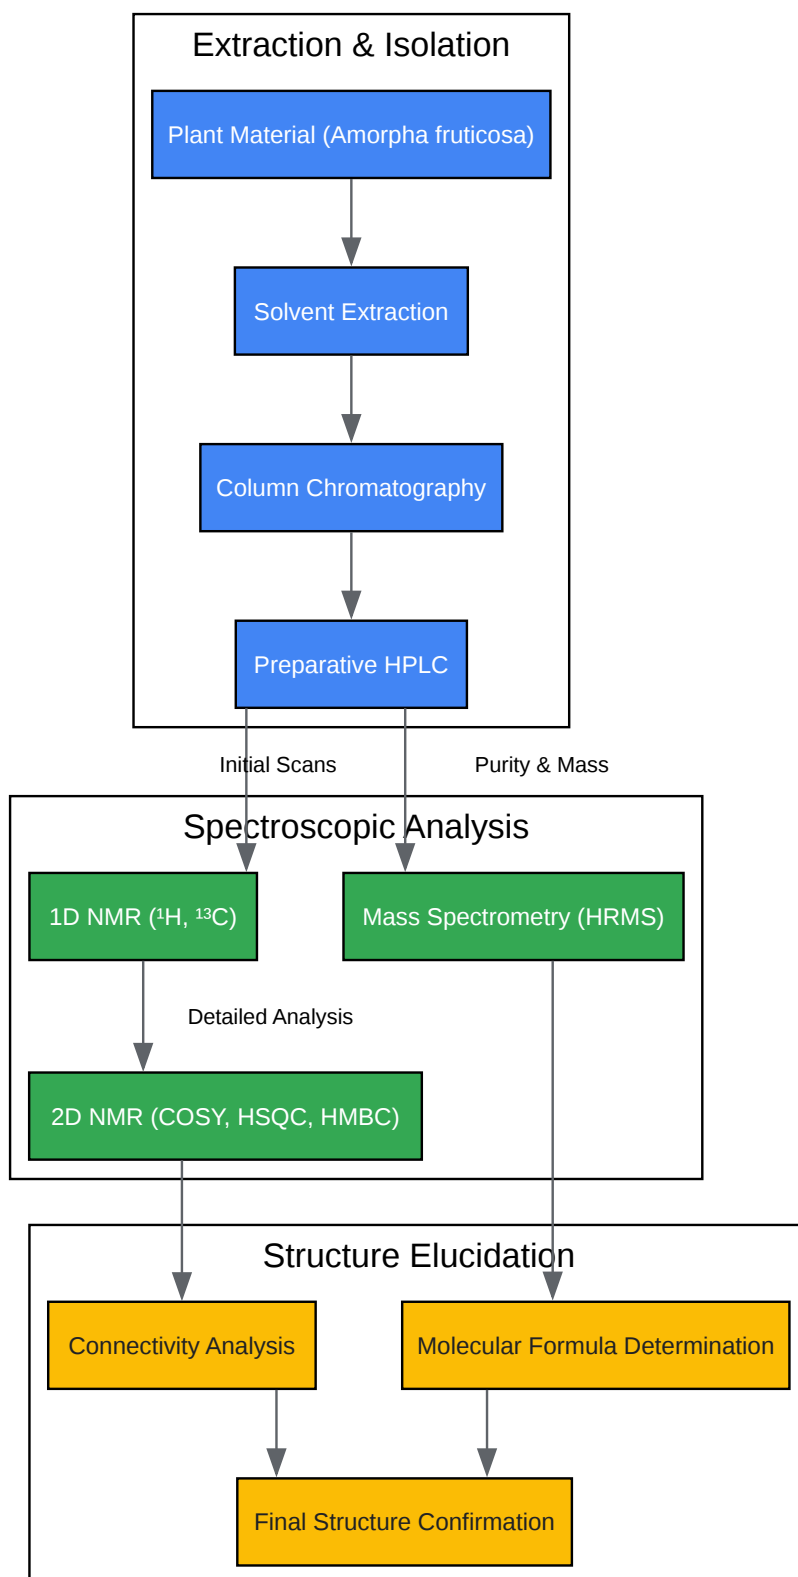 Extraction & Isolation
Plant Material (Amorpha fruticosa)
Solvent Extraction
Column Chromatography
Preparative HPLC
Initial Scans
Purity & Mass
Spectroscopic Analysis
1D NMR (¹H, ¹³C)
Mass Spectrometry (HRMS)
Detailed Analysis
2D NMR (COSY, HSQC, HMBC)
Structure Elucidation
Connectivity Analysis
Molecular Formula Determination
Final Structure Confirmation